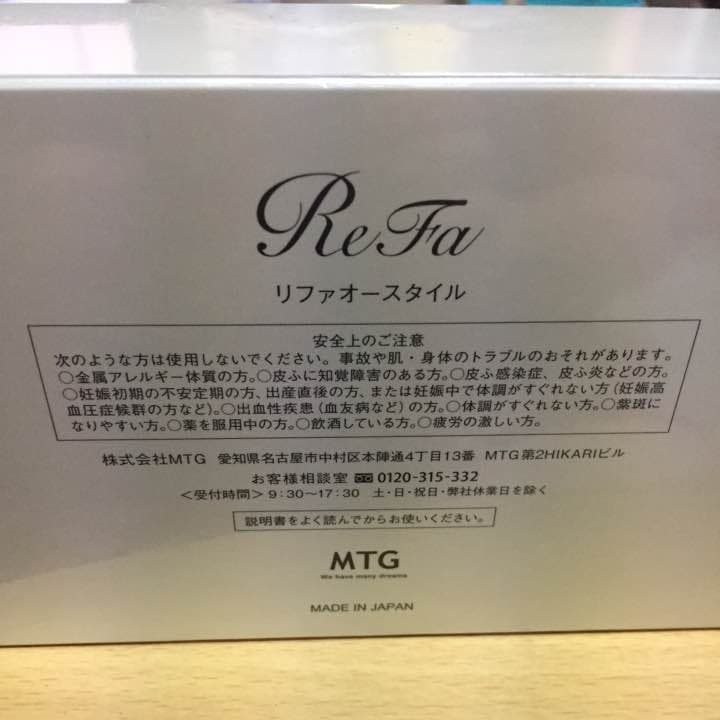 ReFa
リファオースタイル
安全上のご注意
次のような方は使用しないでください。事故や肌・身体のトラブルのおそれがあります。
○金属アレルギー体質の方。○皮ふに知覚障害のある方。○皮ふ感染症、皮ふ炎などの方。
○妊娠初期の不安定期の方、出産直後の方、または妊娠中で体調がすぐれない方（妊娠高
血圧症候群の方など）。○出血性疾患（血友病など）の方。○体調がすぐれない方。○紫斑に
なりやすい方。○薬を服用中の方。○飲酒している方。○疲労の激しい方。
株式会社MTG 愛知県名古屋市中村区本陣通4丁目13番 MTG第2HIKARIビル
お客様相談室 0120-315-332
＜受付時間＞9:30～17:30 土・日・祝日・弊社休業日を除く
説明書をよく読んでからお使いください。
MTG
We have many dreams
MADE IN JAPAN